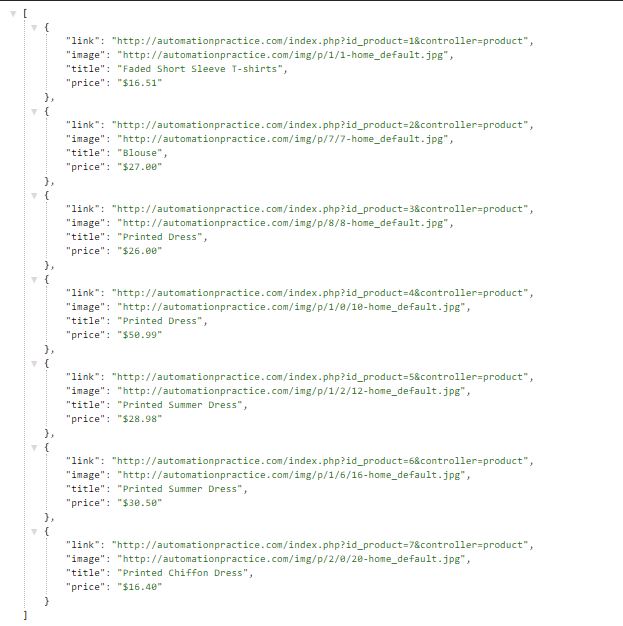 [
{
"link": "http://automationpractice.com/index.php?id_product=1&controller=product",
"image": "http://automationpractice.com/img/p/1/1-home_default.jpg",
"title": "Faded Short Sleeve T-shirts",
"price": "$16.51"
},
{
"link": "http://automationpractice.com/index.php?id_product=2&controller=product",
"image": "http://automationpractice.com/img/p/7/7-home_default.jpg",
"title": "Blouse",
"price": "$27.00"
},
{
"link": "http://automationpractice.com/index.php?id_product=3&controller=product",
"image": "http://automationpractice.com/img/p/8/8-home_default.jpg",
"title": "Printed Dress",
"price": "$26.00"
},
{
"link": "http://automationpractice.com/index.php?id_product=4&controller=product",
"image": "http://automationpractice.com/img/p/1/0/10-home_default.jpg",
"title": "Printed Dress",
"price": "$50.99"
},
{
"link": "http://automationpractice.com/index.php?id_product=5&controller=product",
"image": "http://automationpractice.com/img/p/1/2/12-home_default.jpg",
"title": "Printed Summer Dress",
"price": "$28.98"
},
{
"link": "http://automationpractice.com/index.php?id_product=6&controller=product",
"image": "http://automationpractice.com/img/p/1/6/16-home_default.jpg",
"title": "Printed Summer Dress",
"price": "$30.50"
},
{
"link": "http://automationpractice.com/index.php?id_product=7&controller=product",
"image": "http://automationpractice.com/img/p/2/0/20-home_default.jpg",
"title": "Printed Chiffon Dress",
"price": "$16.40"
}
]